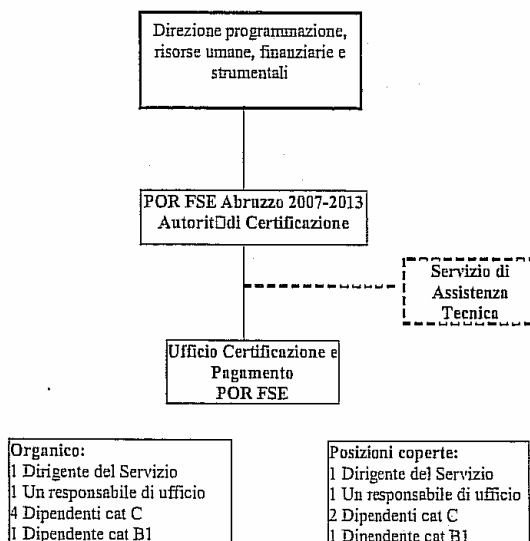 Direzione programmazione,
risorse umane, finanziarie e
strumentali
POR FSE Abruzzo 2007-2013
Autorit□di Certificazione
Servizio di
Assistenza
Tecnica
Ufficio Certificazione e
Pagamento
POR FSE
Organico:
1 Dirigente del Servizio
1 Un responsabile di ufficio
4 Dipendenti cat C
1 Dipendente cat B1
Posizioni coperte:
1 Dirigente del Servizio
1 Un responsabile di ufficio
2 Dipendenti cat C
1 Dipendente cat B1